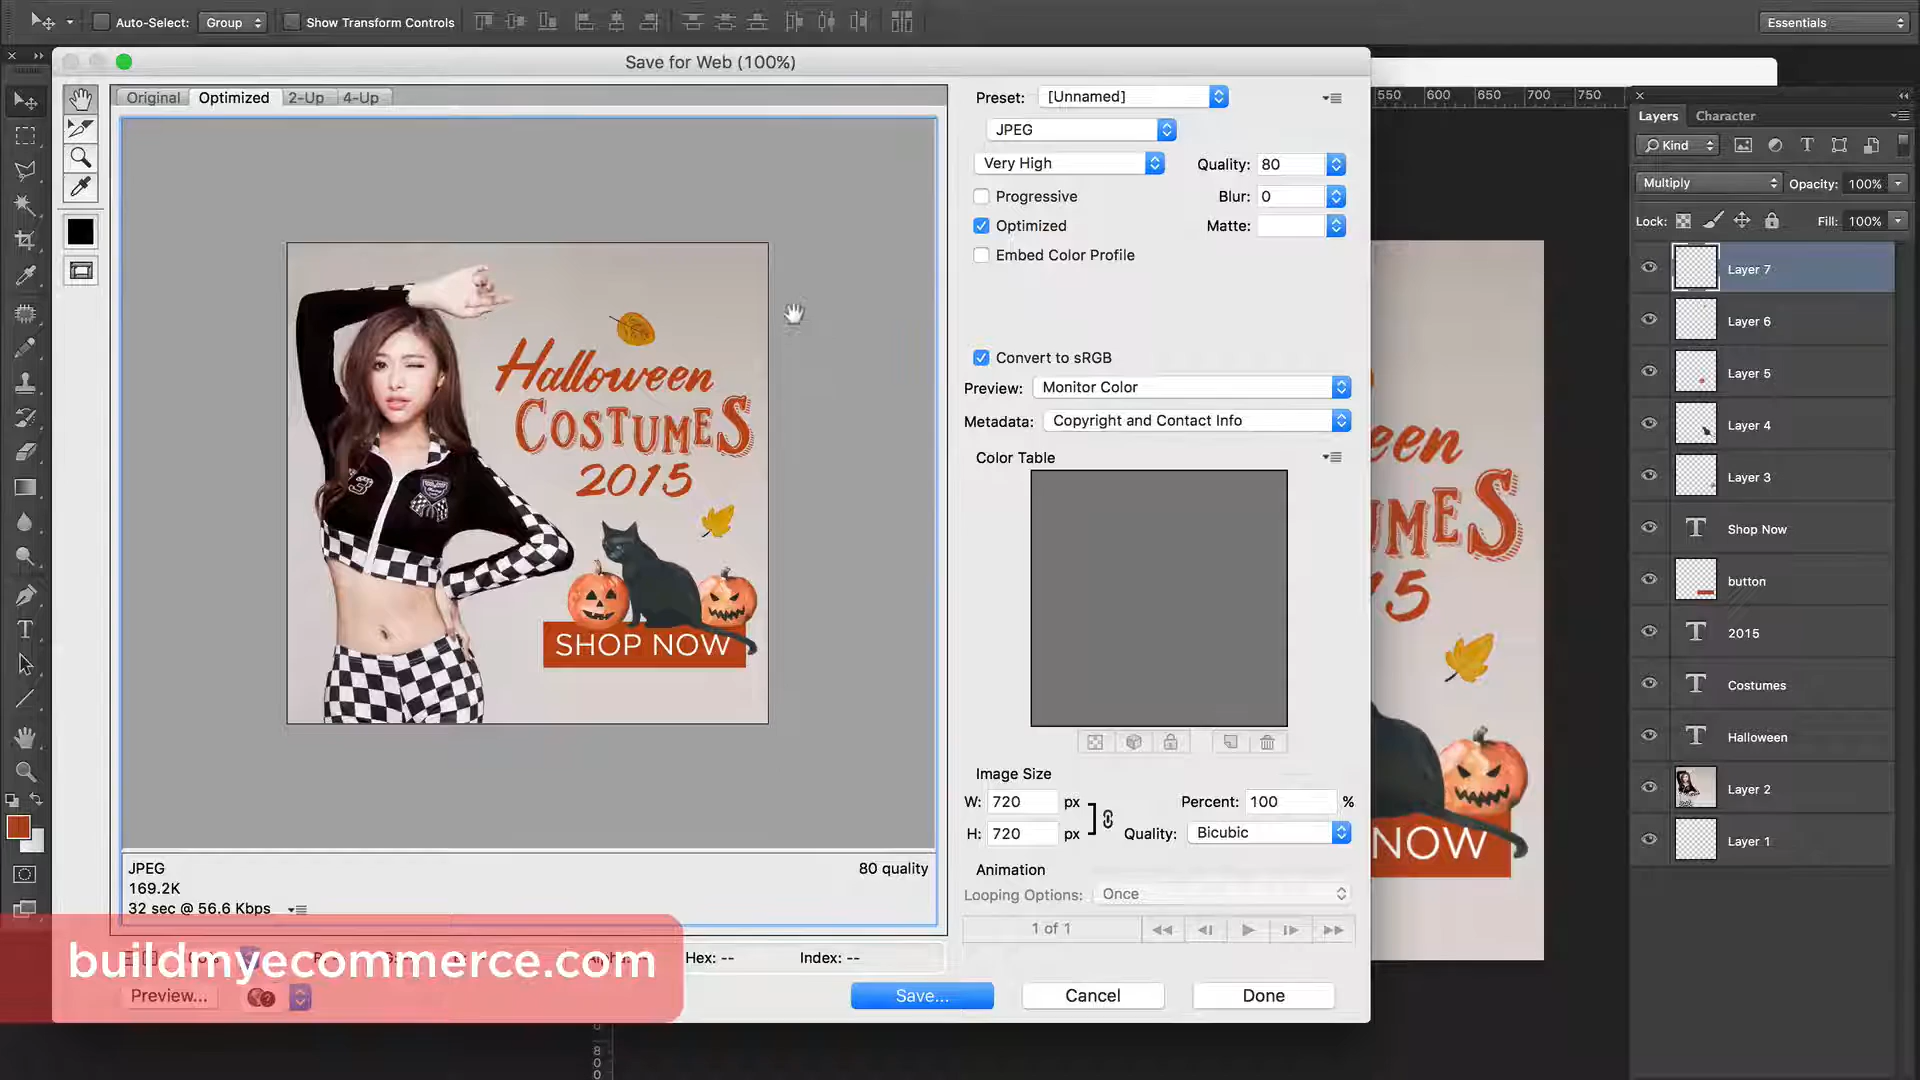 Auto-Select: Group Show Transform Controls Essentials
Save for Web (100%)
Original Optimized 2-Up 4-Up
Preset: [Unnamed]
JPEG
Very High Quality: 80
Progressive Blur: 0
Optimized Matte:
Embed Color Profile
Convert to sRGB
Preview: Monitor Color
Metadata: Copyright and Contact Info
Color Table
Halloween
COSTUMES
2015
SHOP NOW
Image Size
W: 720 px Percent: 100 %
H: 720 px Quality: Bicubic
Animation
Looping Options: Once
1 of 1
JPEG 80 quality
169.2K
32 sec @ 56.6 Kbps
buildmyecommerce.com
Hex: -- Index: --
Preview... Save... Cancel Done
550 600 650 700 750
een
UMES
15
NOW
800
Layers Character
Kind
Multiply Opacity: 100%
Lock: Fill: 100%
Layer 7
Layer 6
Layer 5
Layer 4
Layer 3
Shop Now
button
2015
Costumes
Halloween
Layer 2
Layer 1